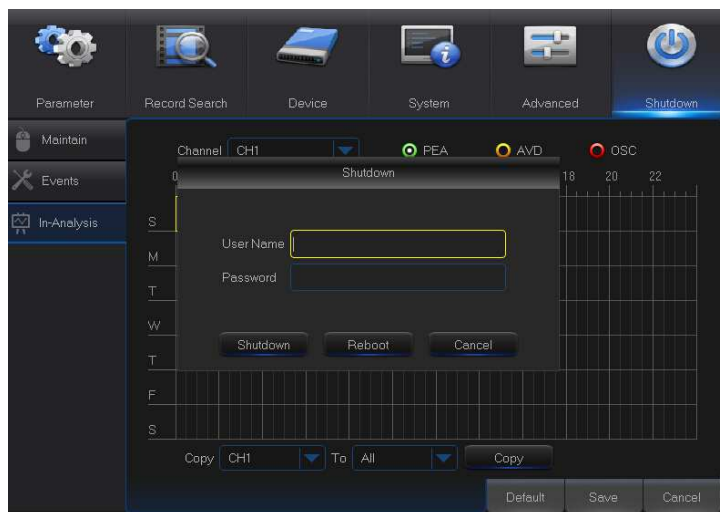 Parameter Record Search Device System Advanced Shutdown
Maintain
Events
In-Analysis
Channel CH1 PEA AVD OSC
0 18 20 22
Shutdown
User Name
Password
Shutdown Reboot Cancel
S
M
T
W
T
F
S
Copy CH1 To All Copy
Default Save Cancel